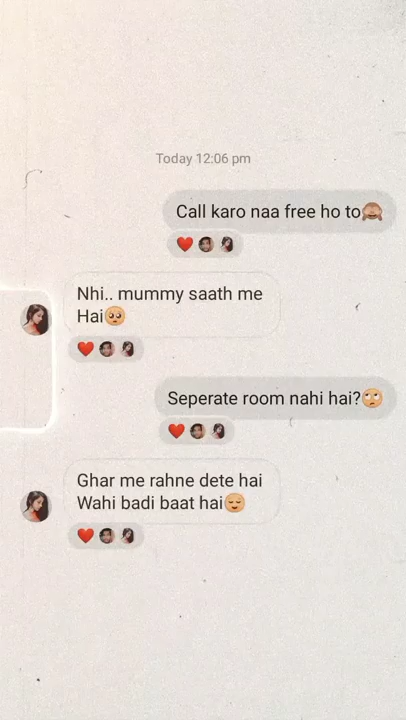 Today 12:06 pm
Call karo naa free ho to🙈
Nhi.. mummy saath me
Hai🥺
Seperate room nahi hai?🙄
Ghar me rahne dete hai
Wahi badi baat hai😌